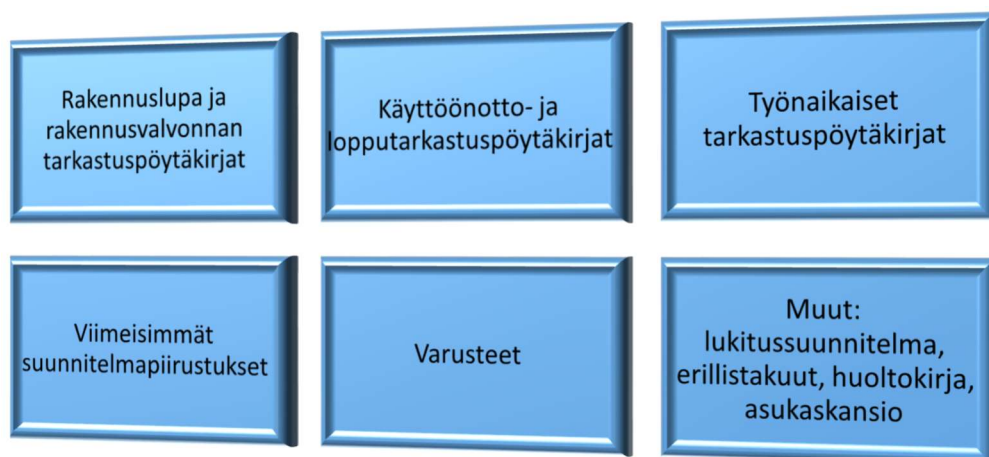 Rakennuslupa ja
rakennusvalvonnan
tarkastuspöytäkirjat
Käyttöönotto- ja
lopputarkastuspöytäkirjat
Työnaikaiset
tarkastuspöytäkirjat
Viimeisimmät
suunnitelmapiirustukset
Varusteet
Muut:
lukitussuunnitelma,
erillistakuut, huoltokirja,
asukaskansio